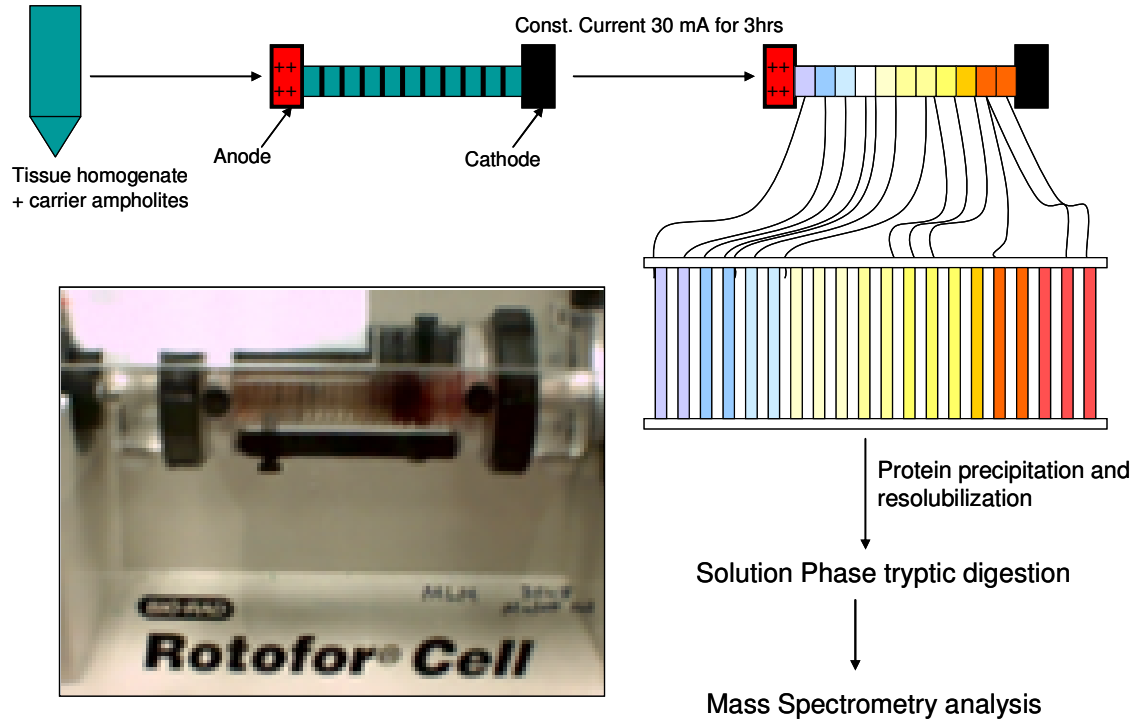 Const. Current 30 mA for 3hrs
++
++
++
++
Anode
Cathode
Tissue homogenate
+ carrier ampholites
Protein precipitation and
resolubilization
Solution Phase tryptic digestion
Mass Spectrometry analysis
MLM
BIO-RAD
Rotofor® Cell